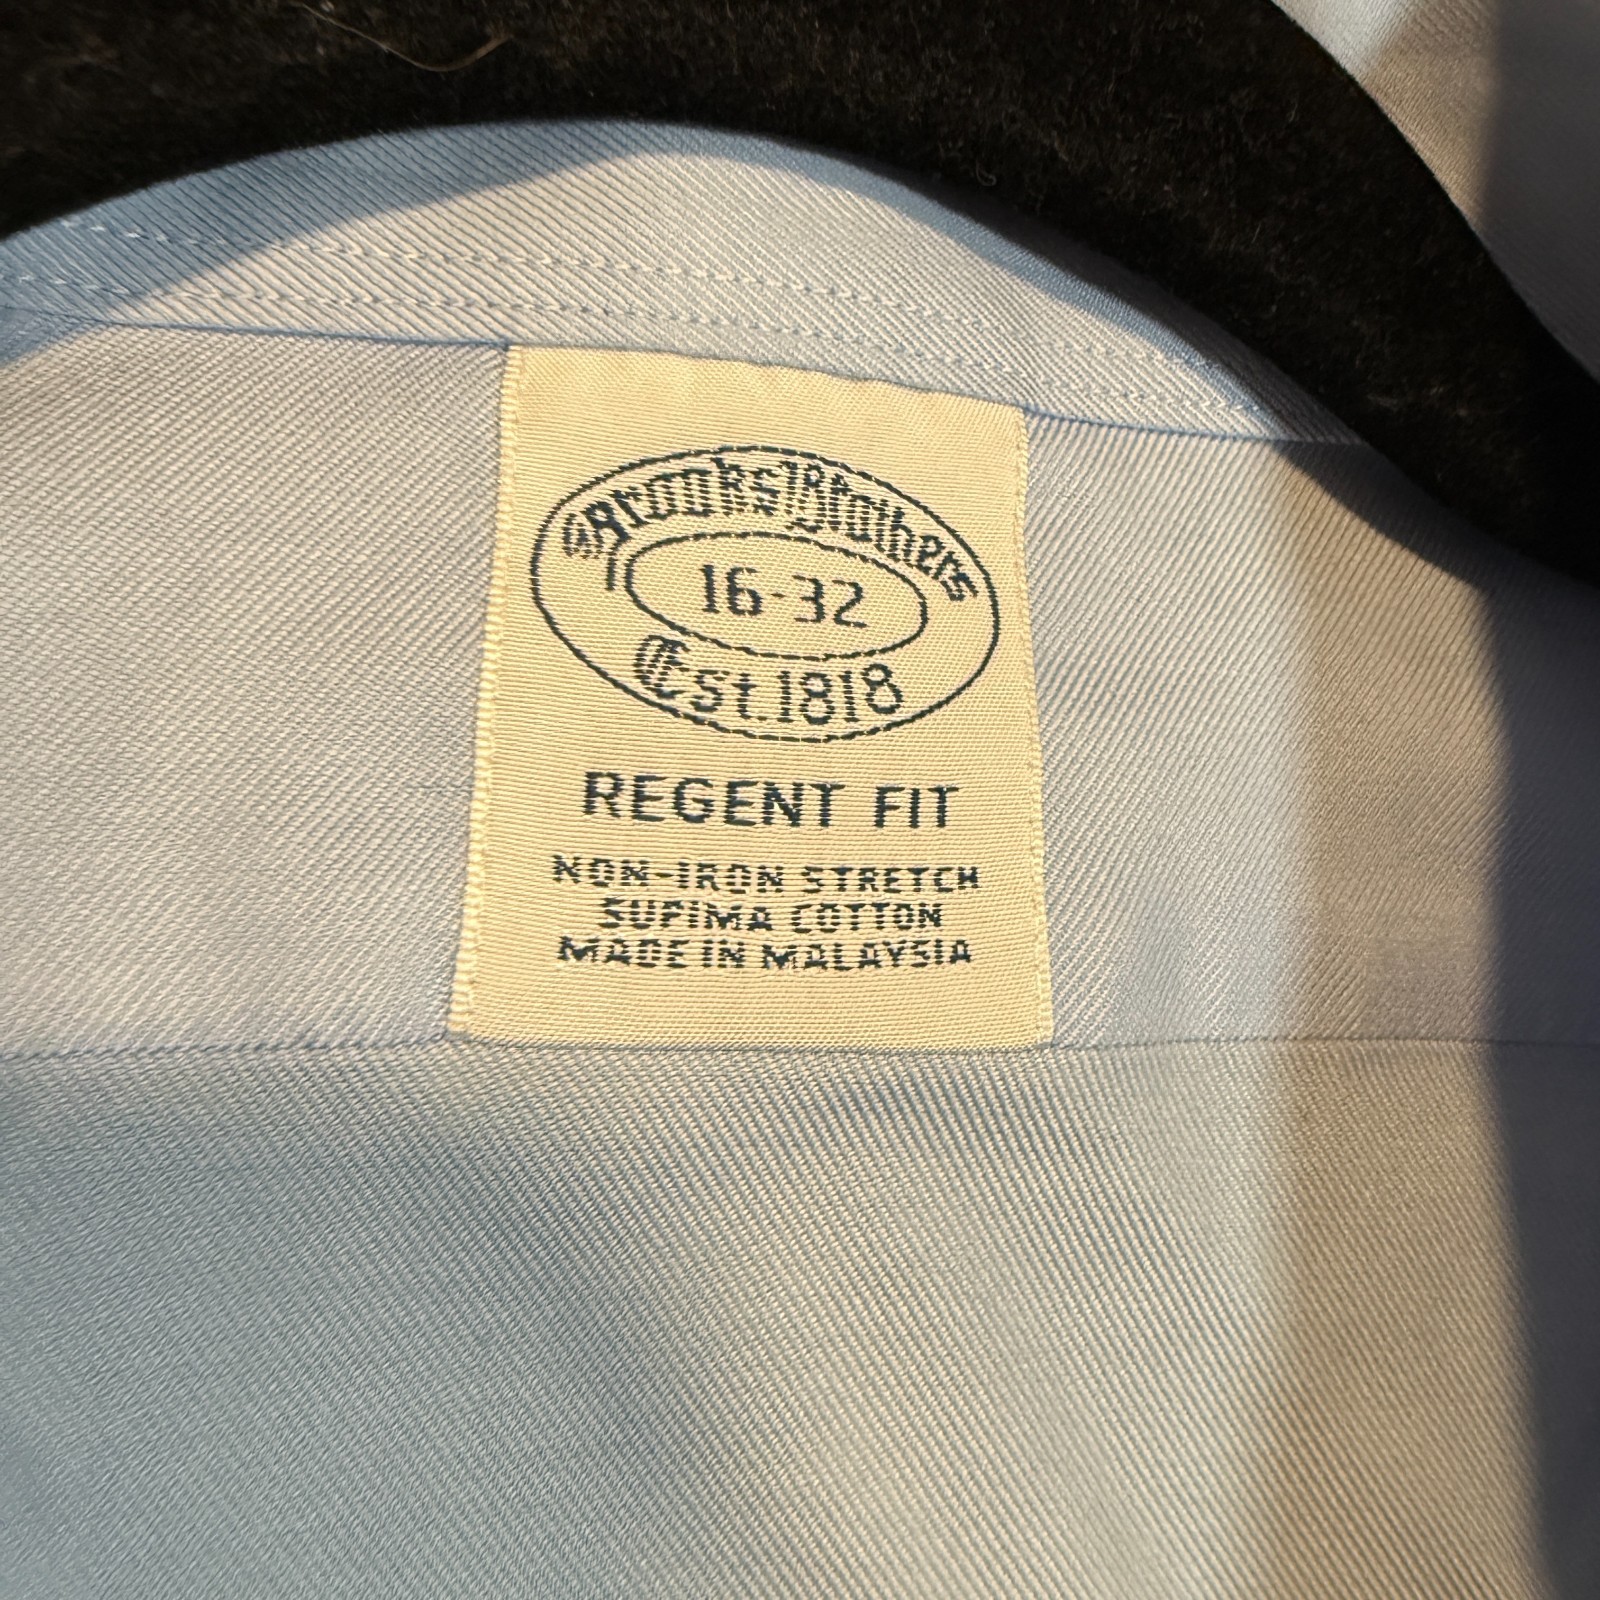 Brooks Brothers
16-32
Est. 1818
REGENT FIT
NON-IRON STRETCH
SUPIMA COTTON
MADE IN MALAYSIA